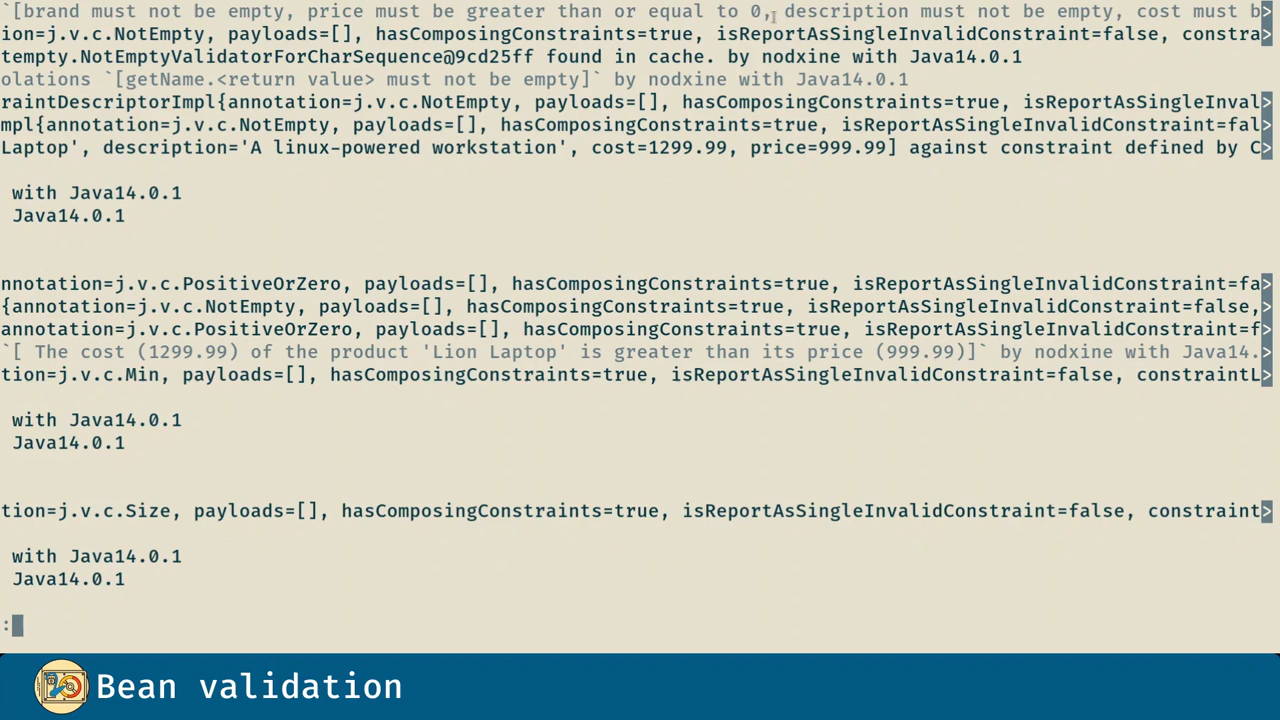 `[brand must not be empty, price must be greater than or equal to 0, description must not be empty, cost must b>
ion=j.v.c.NotEmpty, payloads=[], hasComposingConstraints=true, isReportAsSingleInvalidConstraint=false, constra>
tempty.NotEmptyValidatorForCharSequence@9cd25ff found in cache. by nodxine with Java14.0.1
olations `[getName.<return value> must not be empty]` by nodxine with Java14.0.1
raintDescriptorImpl{annotation=j.v.c.NotEmpty, payloads=[], hasComposingConstraints=true, isReportAsSingleInval>
mpl{annotation=j.v.c.NotEmpty, payloads=[], hasComposingConstraints=true, isReportAsSingleInvalidConstraint=fal>
Laptop', description='A linux-powered workstation', cost=1299.99, price=999.99] against constraint defined by C>
with Java14.0.1
Java14.0.1
nnotation=j.v.c.PositiveOrZero, payloads=[], hasComposingConstraints=true, isReportAsSingleInvalidConstraint=fa>
{annotation=j.v.c.NotEmpty, payloads=[], hasComposingConstraints=true, isReportAsSingleInvalidConstraint=false,>
annotation=j.v.c.PositiveOrZero, payloads=[], hasComposingConstraints=true, isReportAsSingleInvalidConstraint=f>
`[ The cost (1299.99) of the product 'Lion Laptop' is greater than its price (999.99)]` by nodxine with Java14.>
tion=j.v.c.Min, payloads=[], hasComposingConstraints=true, isReportAsSingleInvalidConstraint=false, constraintL>
with Java14.0.1
Java14.0.1
tion=j.v.c.Size, payloads=[], hasComposingConstraints=true, isReportAsSingleInvalidConstraint=false, constraint>
with Java14.0.1
Java14.0.1
:
Bean validation